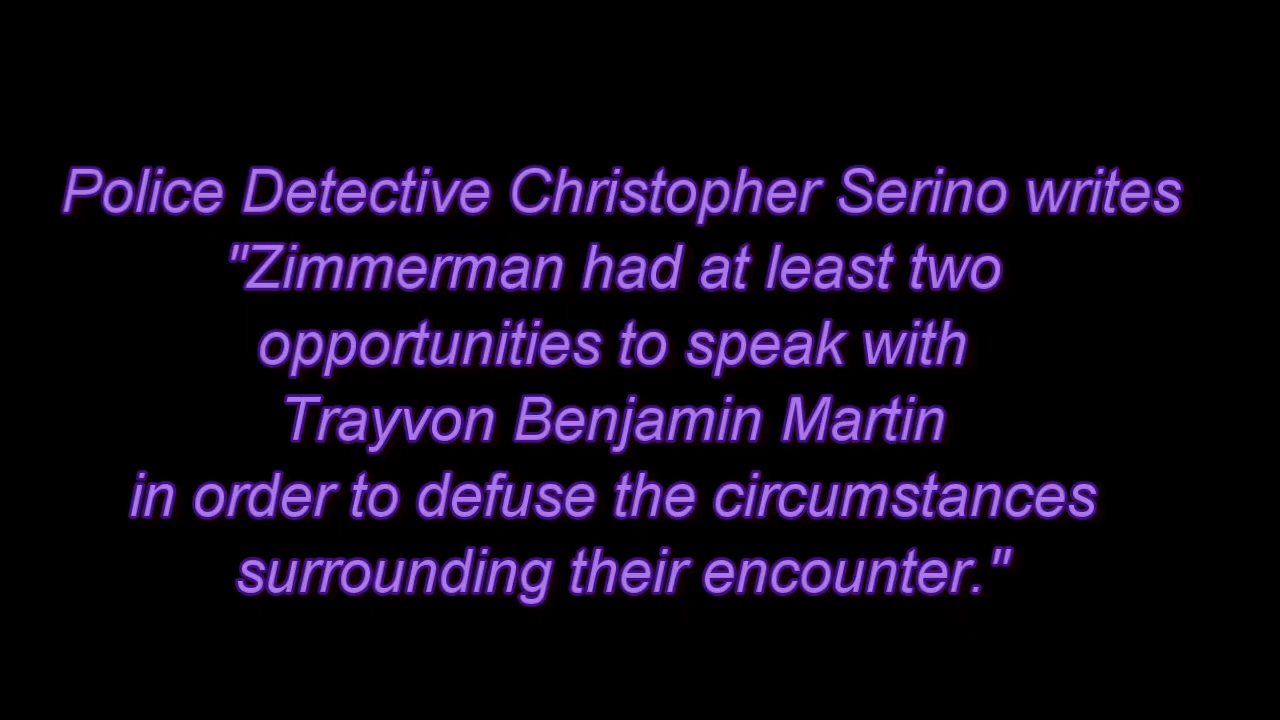 Police Detective Christopher Serino writes
"Zimmerman had at least two
opportunities to speak with
Trayvon Benjamin Martin
in order to defuse the circumstances
surrounding their encounter."